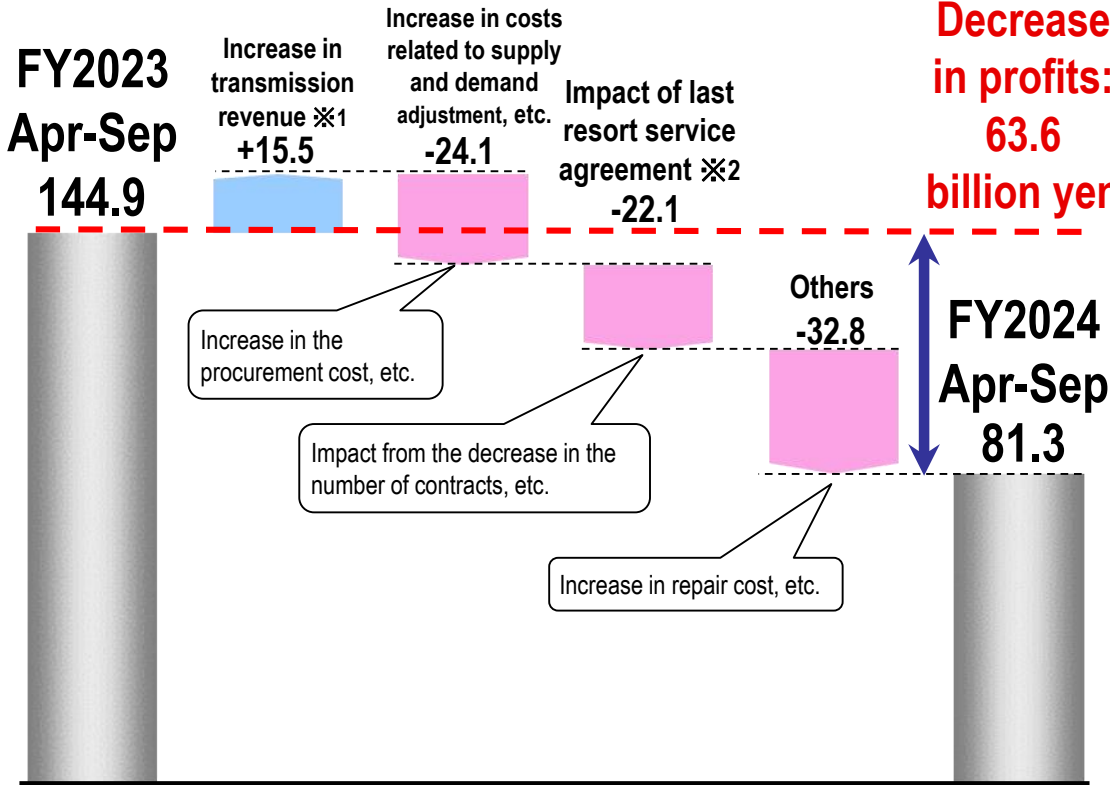 FY2023
Apr-Sep
144.9
Increase in
transmission
revenue ※1
+15.5
Increase in costs
related to supply
and demand
adjustment, etc.
-24.1
Impact of last
resort service
agreement ※2
-22.1
Others
-32.8
Decrease
in profits:
63.6
billion yen
FY2024
Apr-Sep
81.3
Increase in the
procurement cost, etc.
Impact from the decrease in the
number of contracts, etc.
Increase in repair cost, etc.